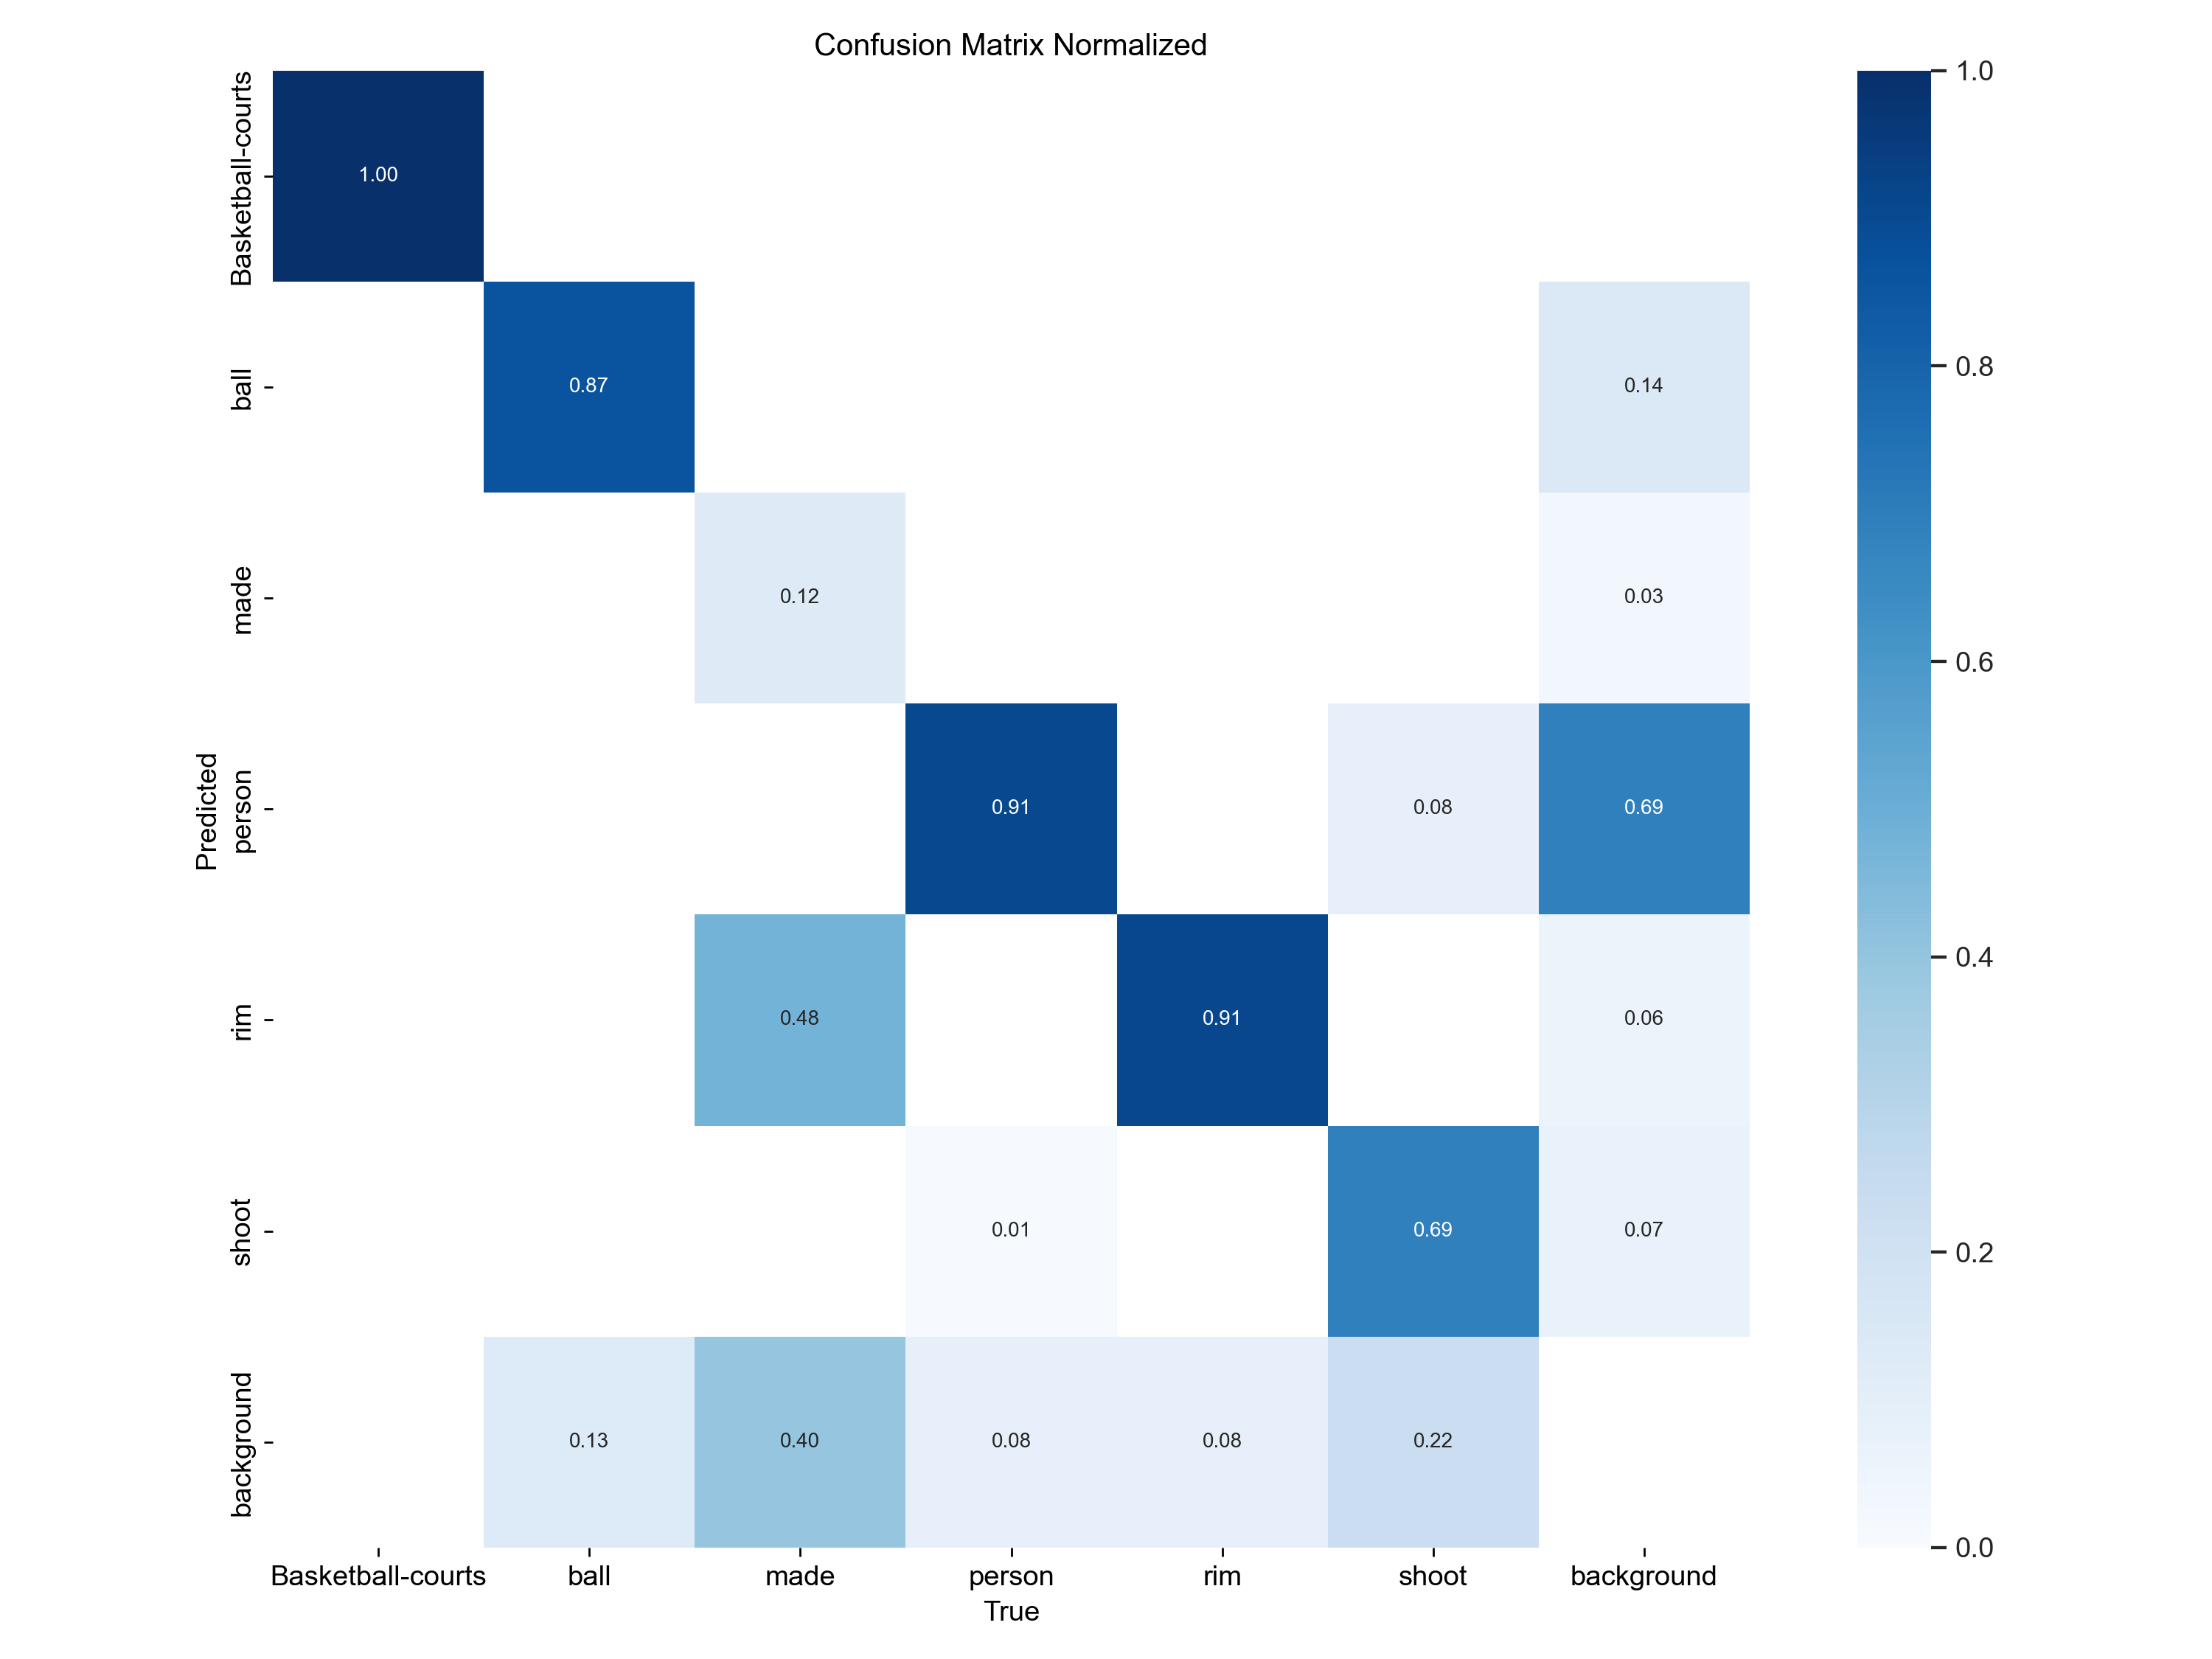 Confusion Matrix Normalized
Basketball-courts
1.00
ball
0.87
0.14
made
0.12
0.03
Predicted
person
0.91
0.08
0.69
rim
0.48
0.91
0.06
shoot
0.01
0.69
0.07
background
0.13
0.40
0.08
0.08
0.22
Basketball-courts
ball
made
person
rim
shoot
background
True
1.0
0.8
0.6
0.4
0.2
0.0